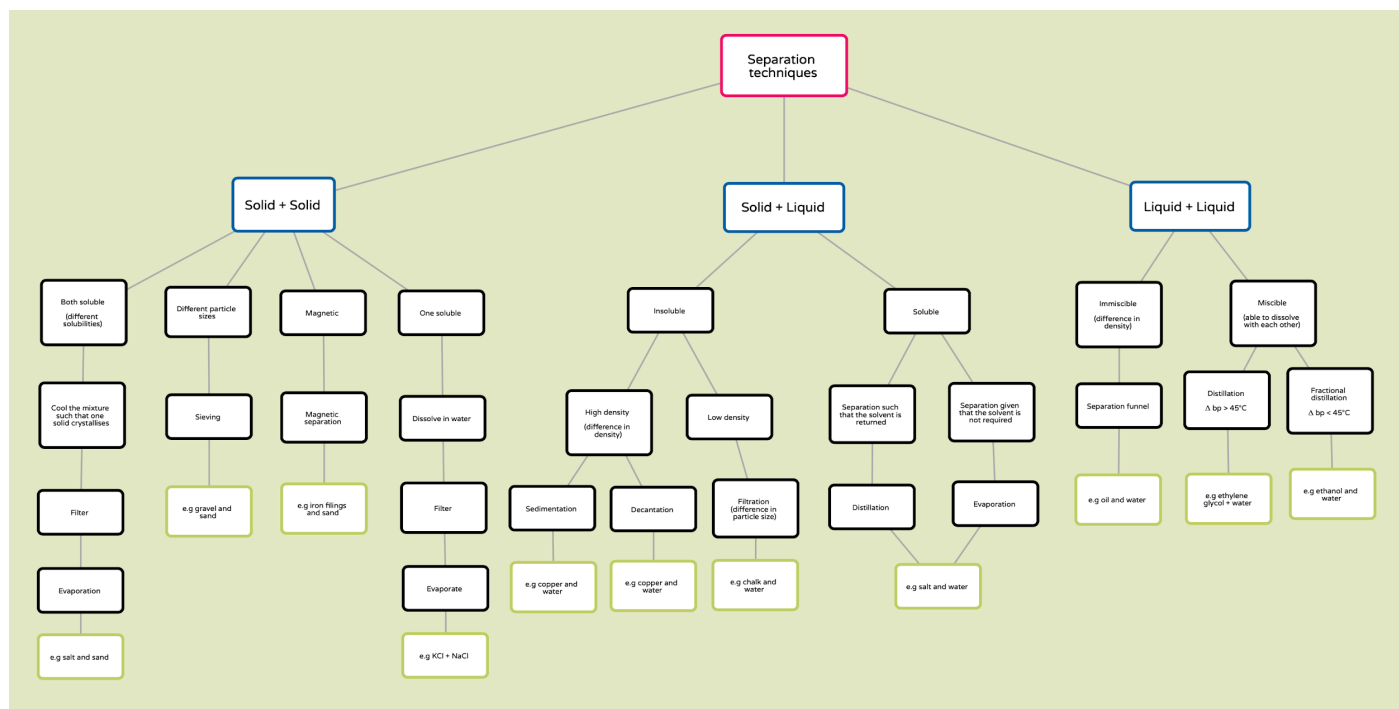 Separation
techniques
Solid + Solid
Solid + Liquid
Liquid + Liquid
Both soluble
(different
solubilities)
Different particle
sizes
Magnetic
One soluble
Insoluble
Soluble
Immiscible
(difference in
density)
Miscible
(able to dissolve
with each other)
Cool the mixture
such that one
solid crystallises
Sieving
Magnetic
separation
Dissolve in water
High density
(difference in
density)
Low density
Separation such
that the solvent is
returned
Separation given
that the solvent is
not required
Separation funnel
Distillation
Δ bp > 45°C
Fractional
distillation
Δ bp < 45°C
Filter
e.g gravel and
sand
e.g iron filings
and sand
Filter
Sedimentation
Decantation
Filtration
(difference in
particle size)
Distillation
Evaporation
e.g oil and water
e.g ethylene
glycol + water
e.g ethanol and
water
Evaporation
Evaporate
e.g copper and
water
e.g copper and
water
e.g chalk and
water
e.g salt and water
e.g salt and sand
e.g KCl + NaCl